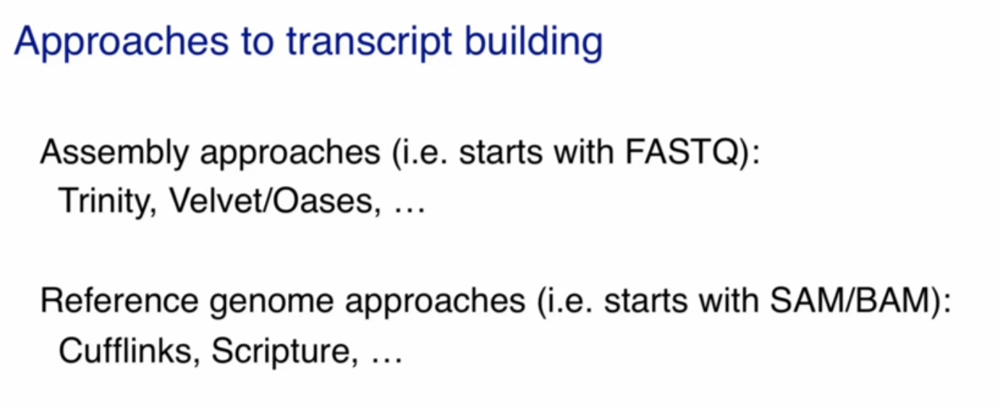 Approaches to transcript building
Assembly approaches (i.e. starts with FASTQ):
Trinity, Velvet/Oases, …
Reference genome approaches (i.e. starts with SAM/BAM):
Cufflinks, Scripture, …